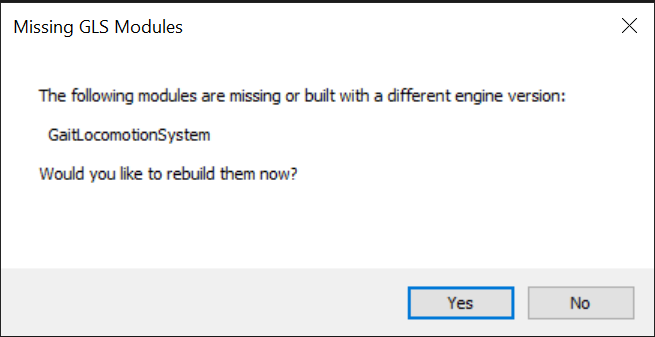 Missing GLS Modules
The following modules are missing or built with a different engine version:
GaitLocomotionSystem
Would you like to rebuild them now?
Yes No